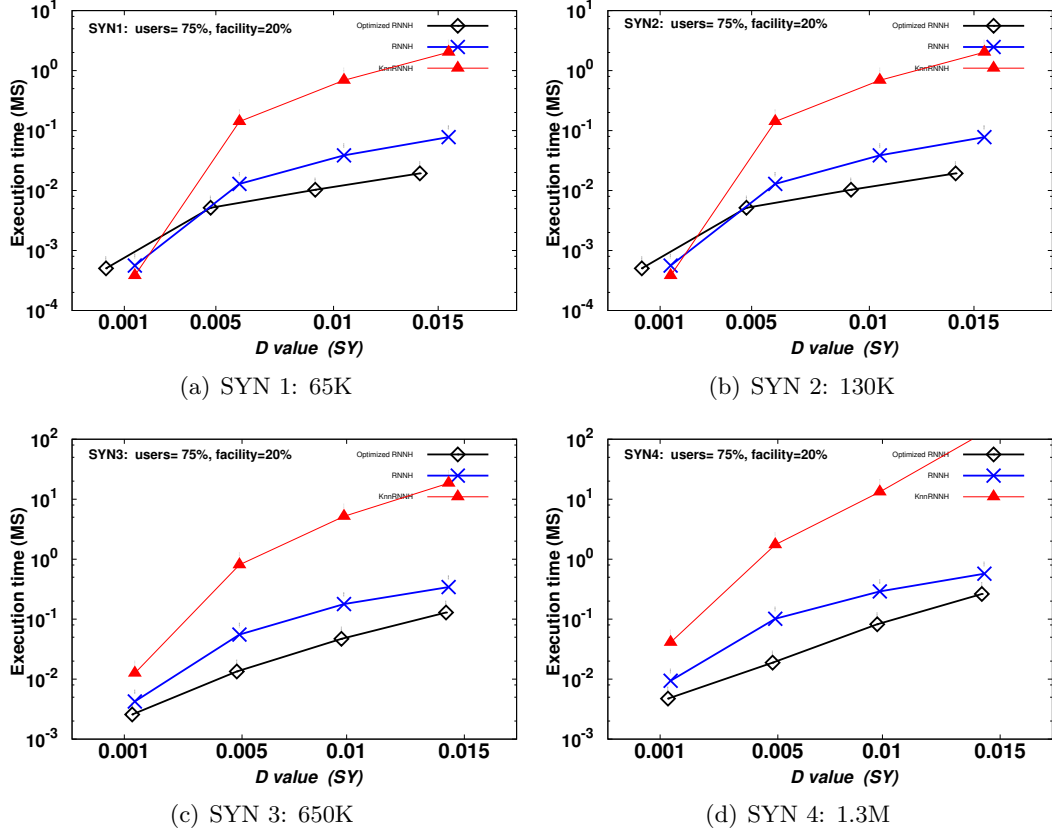 SYN1: users= 75%, facility=20%
Optimized RNNH
RNNH
KnnRNNH
Execution time (MS)
10^2
10^1
10^0
10^-1
10^-2
10^-3
10^-4
0.001 0.005 0.01 0.015
D value (SY)
(a) SYN 1: 65K
SYN2: users= 75%, facility=20%
Optimized RNNH
RNNH
KnnRNNH
Execution time (MS)
10^2
10^1
10^0
10^-1
10^-2
10^-3
10^-4
0.001 0.005 0.01 0.015
D value (SY)
(b) SYN 2: 130K
SYN3: users= 75%, facility=20%
Optimized RNNH
RNNH
KnnRNNH
Execution time (MS)
10^2
10^1
10^0
10^-1
10^-2
10^-3
0.001 0.005 0.01 0.015
D value (SY)
(c) SYN 3: 650K
SYN4: users= 75%, facility=20%
Optimized RNNH
RNNH
KnnRNNH
Execution time (MS)
10^2
10^1
10^0
10^-1
10^-2
10^-3
0.001 0.005 0.01 0.015
D value (SY)
(d) SYN 4: 1.3M